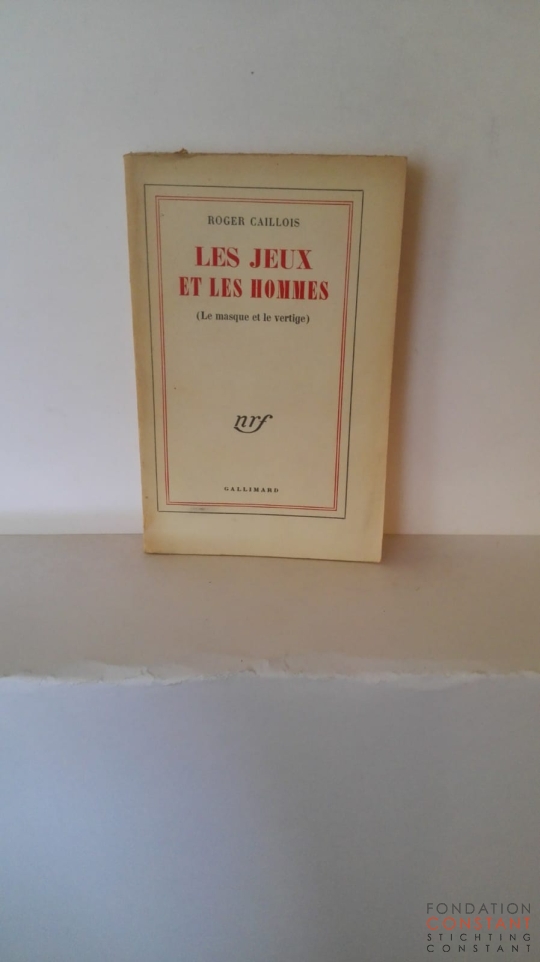 ROGER CAILLOIS
LES JEUX
ET LES HOMMES
(Le masque et le vertige)
nrf
GALLIMARD
FONDATION
CONSTANT
STICHTING
CONSTANT